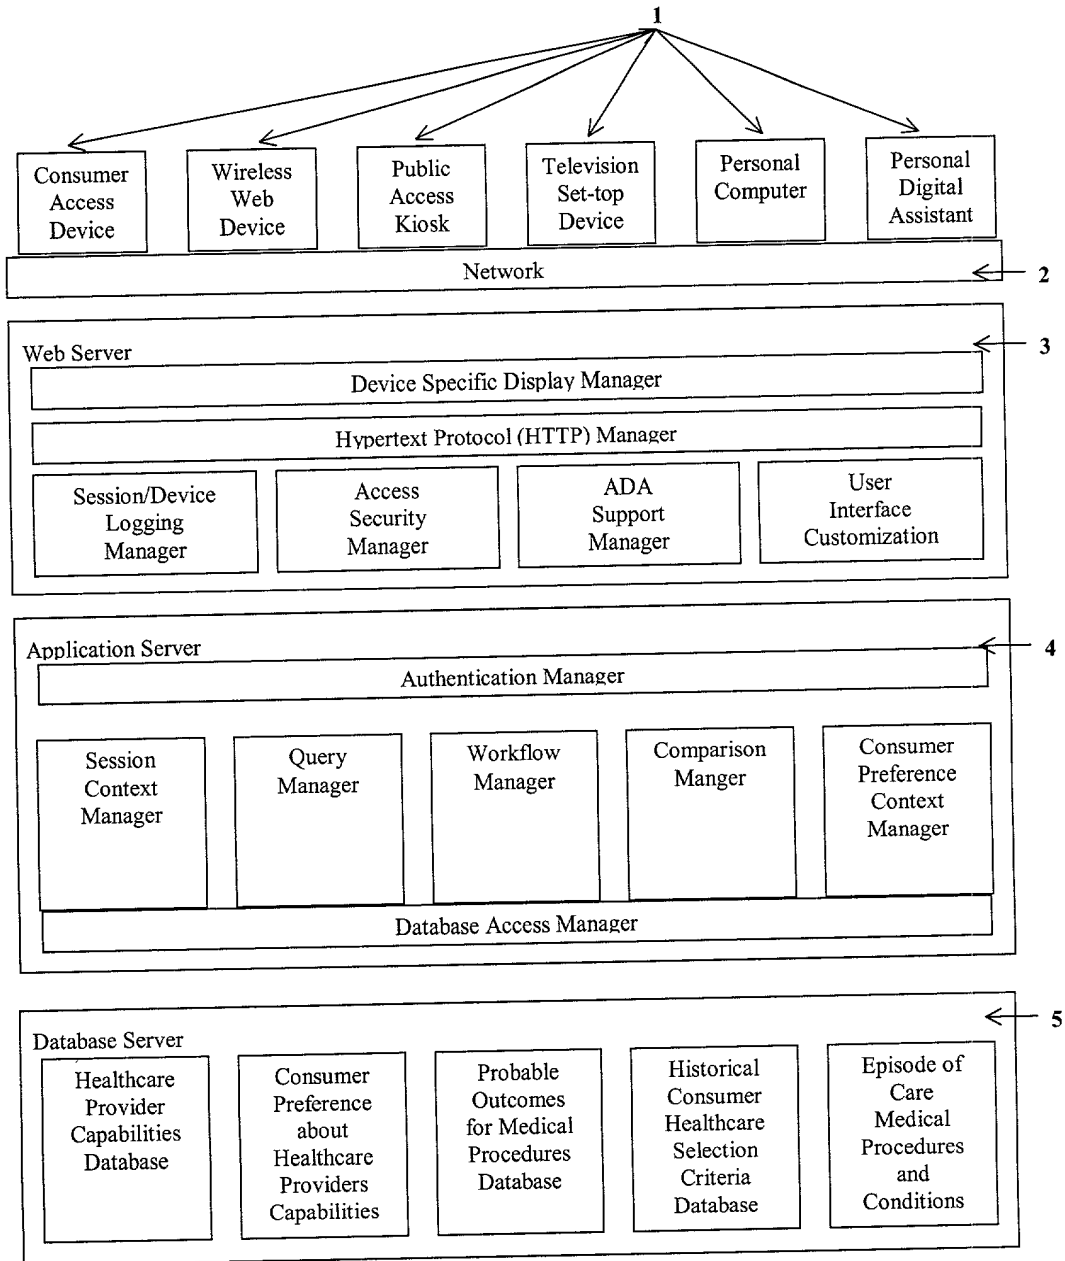 1
Consumer
Access
Device
Wireless
Web
Device
Public
Access
Kiosk
Television
Set-top
Device
Personal
Computer
Personal
Digital
Assistant
Network
2
Web Server
3
Device Specific Display Manager
Hypertext Protocol (HTTP) Manager
Session/Device
Logging
Manager
Access
Security
Manager
ADA
Support
Manager
User
Interface
Customization
Application Server
4
Authentication Manager
Session
Context
Manager
Query
Manager
Workflow
Manager
Comparison
Manger
Consumer
Preference
Context
Manager
Database Access Manager
5
Database Server
Healthcare
Provider
Capabilities
Database
Consumer
Preference
about
Healthcare
Providers
Capabilities
Probable
Outcomes
for Medical
Procedures
Database
Historical
Consumer
Healthcare
Selection
Criteria
Database
Episode of
Care
Medical
Procedures
and
Conditions